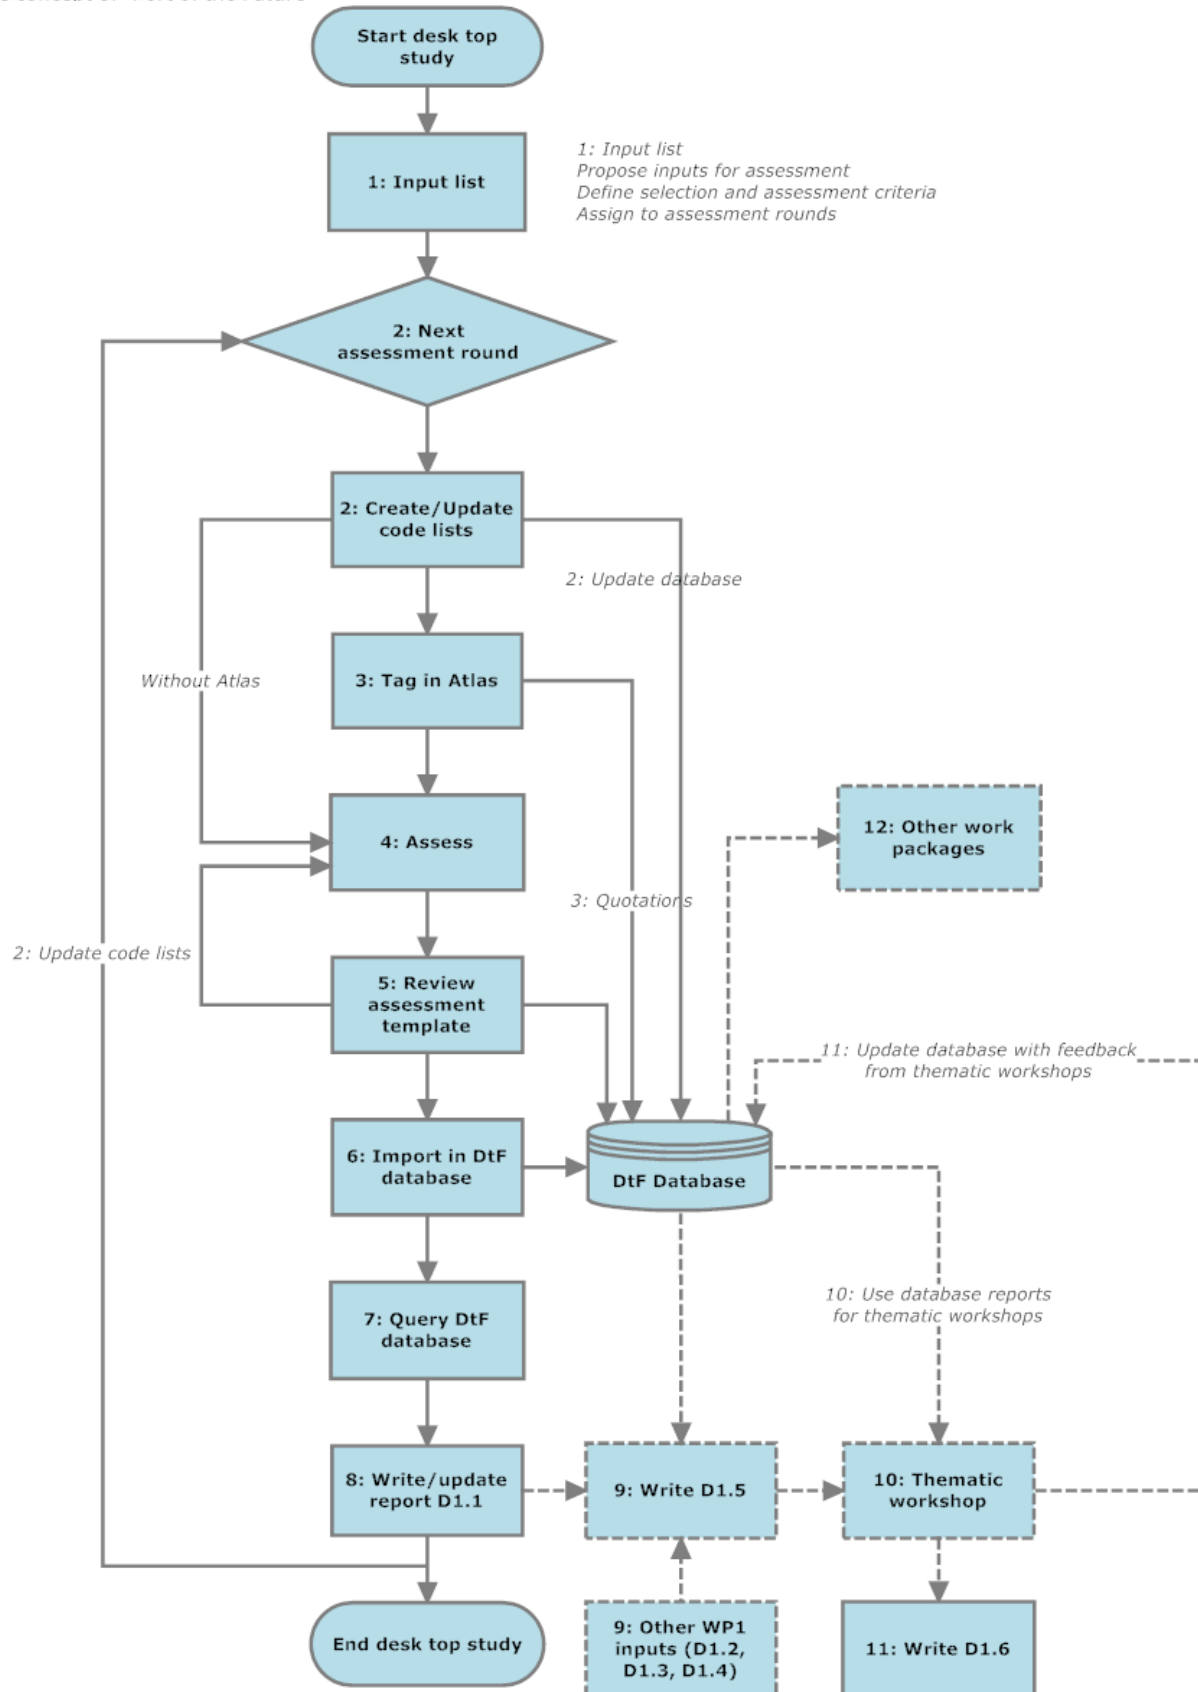 Start desk top
study
1: Input list
1: Input list
Propose inputs for assessment
Define selection and assessment criteria
Assign to assessment rounds
2: Next
assessment round
2: Create/Update
code lists
2: Update database
Without Atlas
3: Tag in Atlas
4: Assess
12: Other work
packages
3: Quotations
2: Update code lists
5: Review
assessment
template
11: Update database with feedback
from thematic workshops
6: Import in DtF
database
DtF Database
7: Query DtF
database
10: Use database reports
for thematic workshops
8: Write/update
report D1.1
9: Write D1.5
10: Thematic
workshop
End desk top study
9: Other WP1
inputs (D1.2,
D1.3, D1.4)
11: Write D1.6